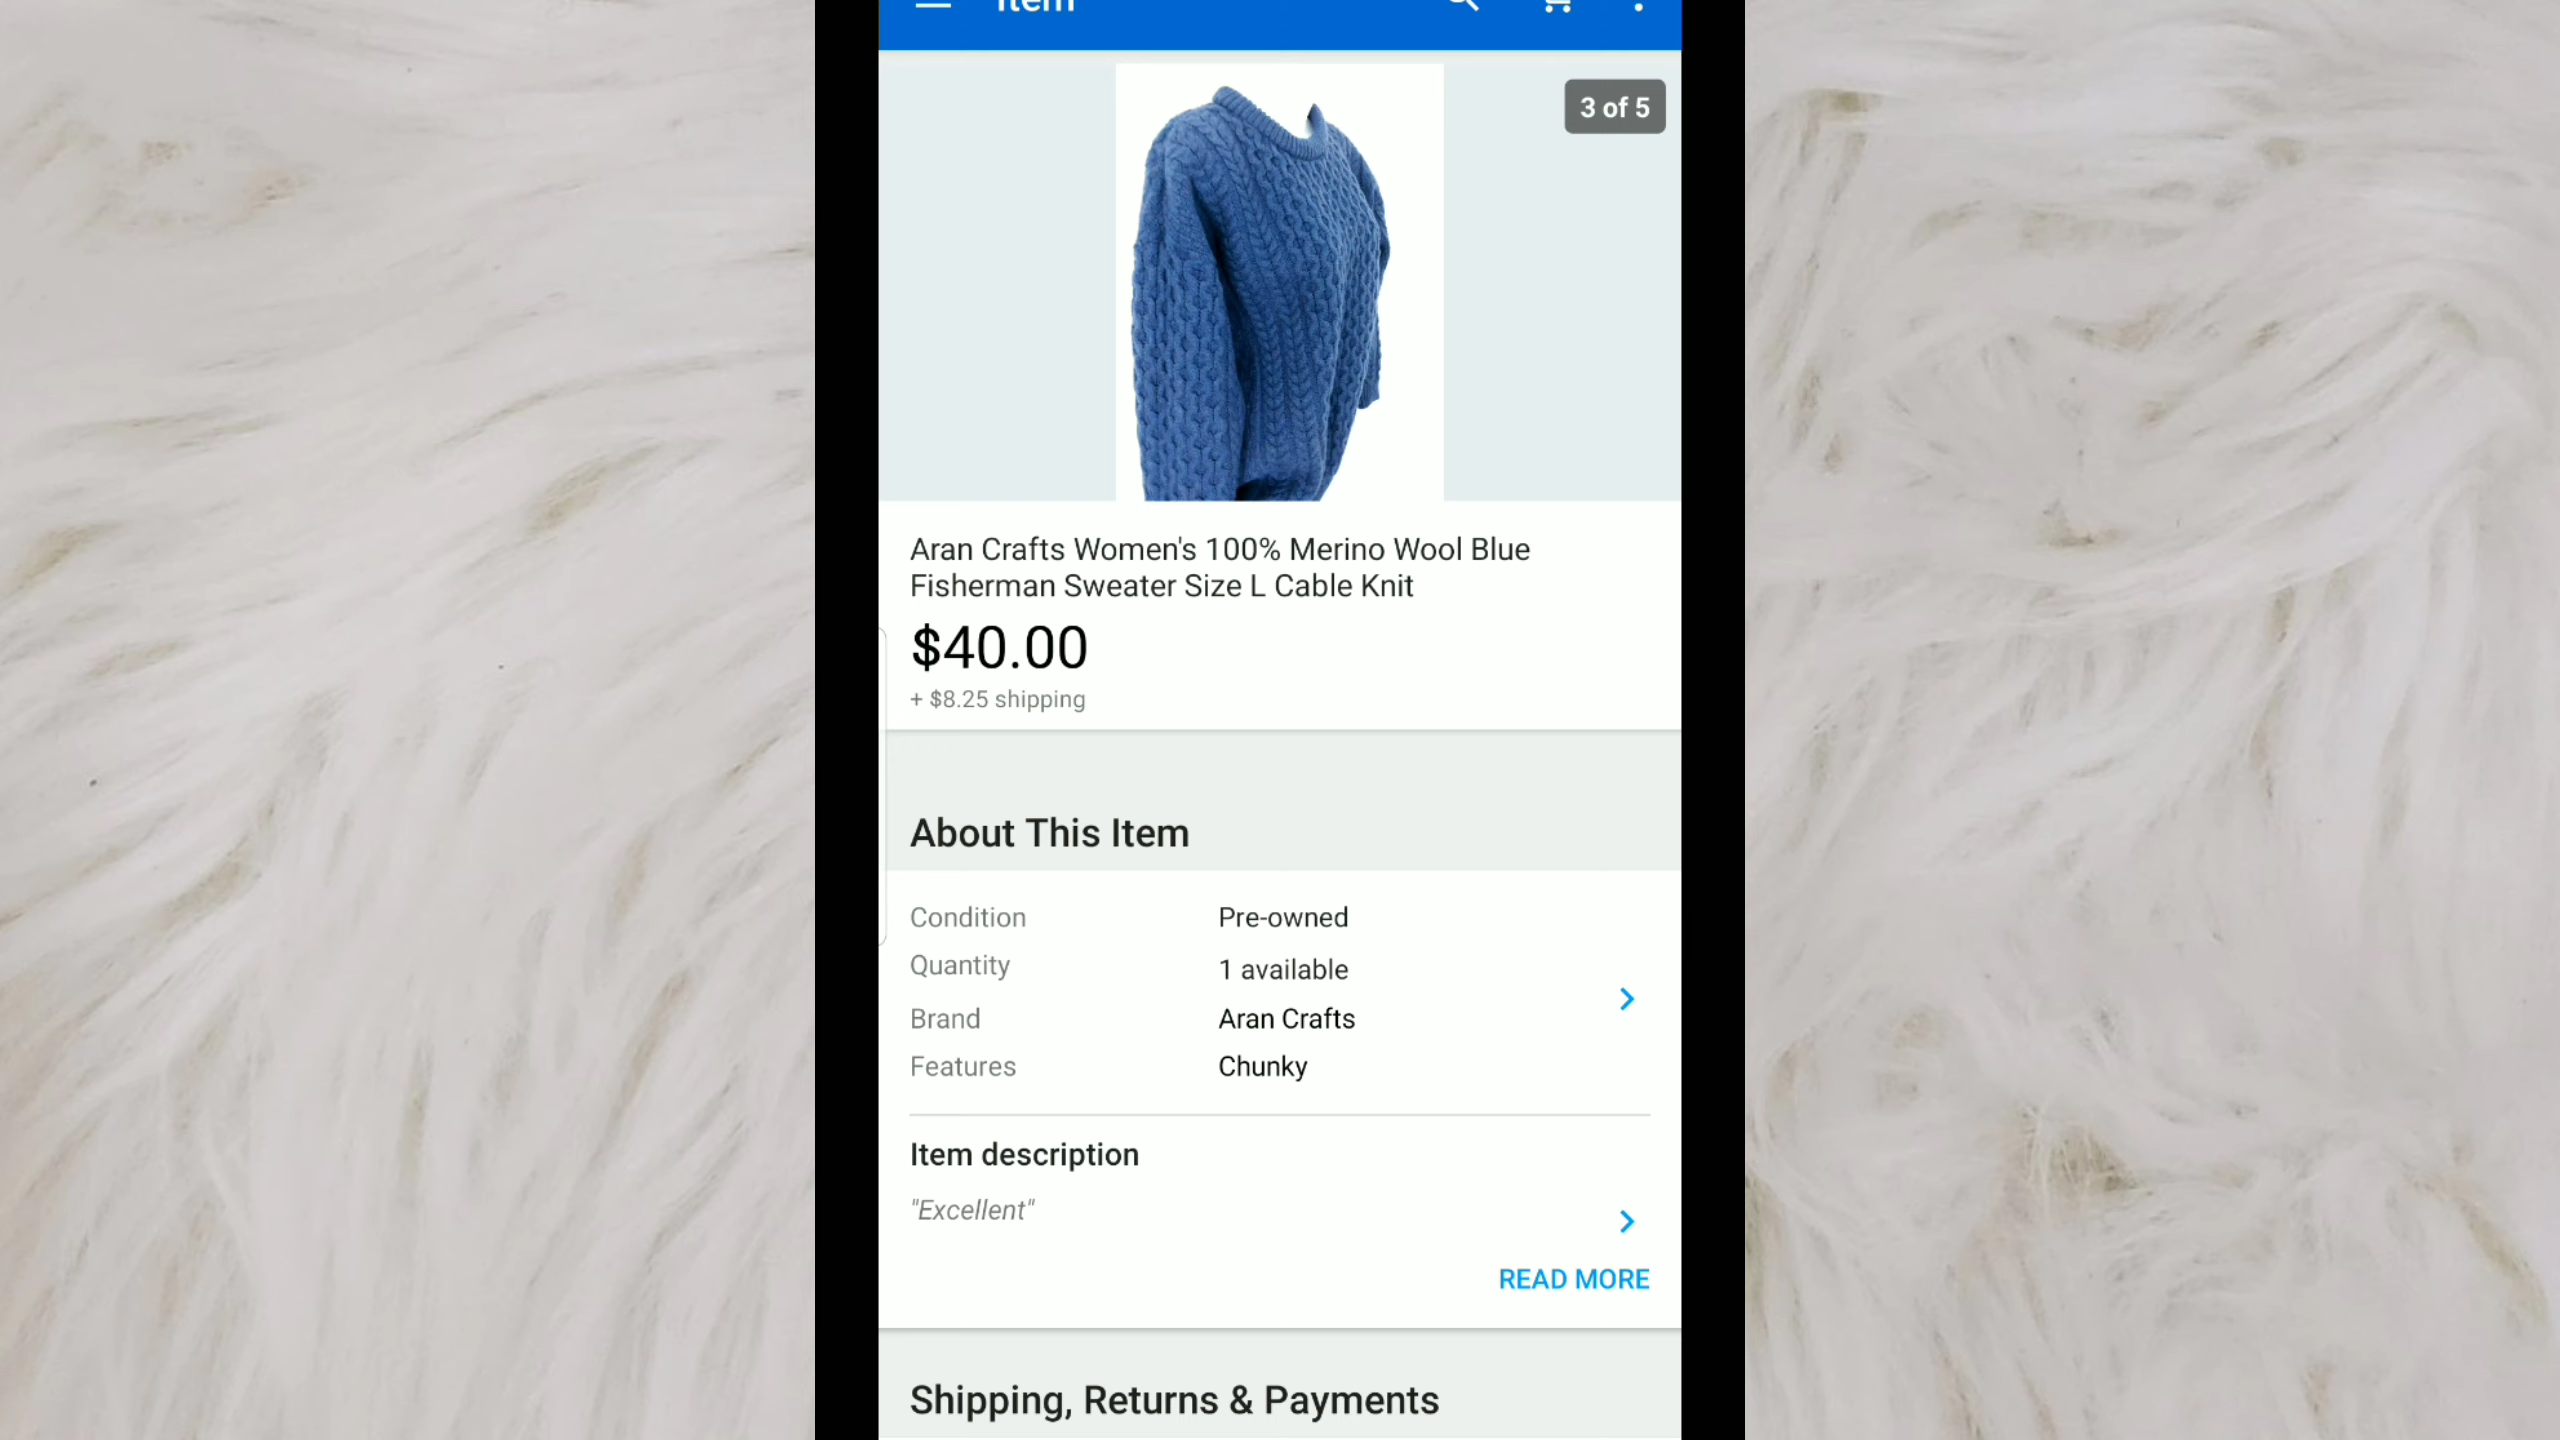 Item
3 of 5
Aran Crafts Women's 100% Merino Wool Blue
Fisherman Sweater Size L Cable Knit
$40.00
+ $8.25 shipping
About This Item
Condition Pre-owned
Quantity 1 available
Brand Aran Crafts
Features Chunky
Item description
"Excellent"
READ MORE
Shipping, Returns & Payments